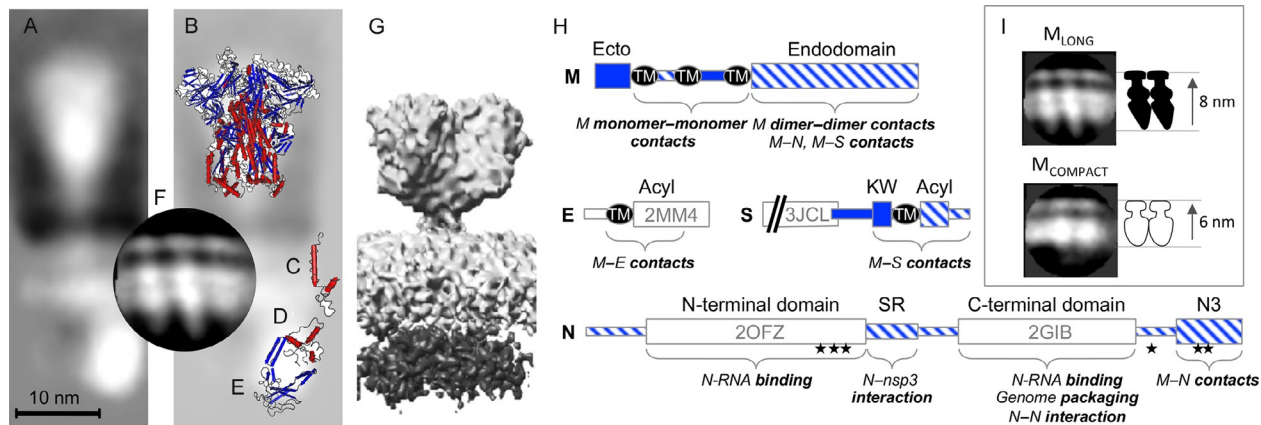 A
B
F
C
D
E
10 nm
G
H
Ecto
Endodomain
M
TM
TM
TM
M monomer–monomer
contacts
M dimer–dimer contacts
M–N, M–S contacts
Acyl
E
TM
2MM4
M–E contacts
KW
Acyl
S
3JCL
TM
M–S contacts
N-terminal domain
SR
C-terminal domain
N3
N
2OFZ
2GIB
★★★
★
★★
N-RNA binding
N–nsp3
interaction
N-RNA binding
Genome packaging
N–N interaction
M–N contacts
I
MLONG
8 nm
MCOMPACT
6 nm